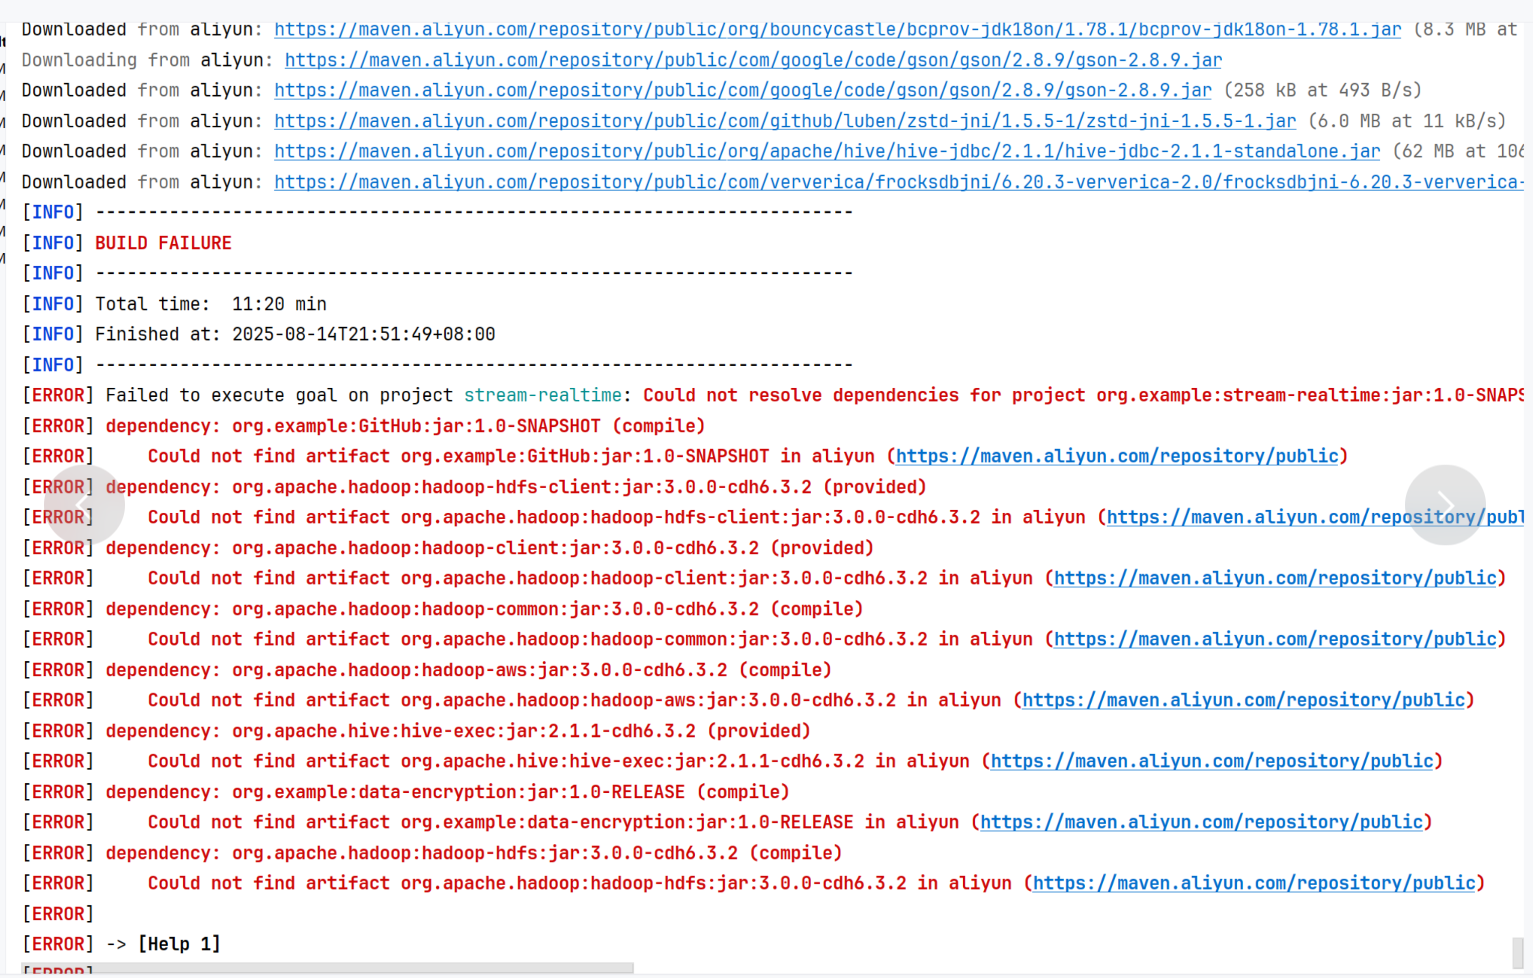 Downloaded from aliyun: https://maven.aliyun.com/repository/public/org/bouncycastle/bcprov-jdk18on/1.78.1/bcprov-jdk18on-1.78.1.jar (8.3 MB at
Downloading from aliyun: https://maven.aliyun.com/repository/public/com/google/code/gson/gson/2.8.9/gson-2.8.9.jar
Downloaded from aliyun: https://maven.aliyun.com/repository/public/com/google/code/gson/gson/2.8.9/gson-2.8.9.jar (258 kB at 493 B/s)
Downloaded from aliyun: https://maven.aliyun.com/repository/public/com/github/luben/zstd-jni/1.5.5-1/zstd-jni-1.5.5-1.jar (6.0 MB at 11 kB/s)
Downloaded from aliyun: https://maven.aliyun.com/repository/public/org/apache/hive/hive-jdbc/2.1.1/hive-jdbc-2.1.1-standalone.jar (62 MB at 106
Downloaded from aliyun: https://maven.aliyun.com/repository/public/com/ververica/frocksdbjni/6.20.3-ververica-2.0/frocksdbjni-6.20.3-ververica-
[INFO] ------------------------------------------------------------------------
[INFO] BUILD FAILURE
[INFO] ------------------------------------------------------------------------
[INFO] Total time:  11:20 min
[INFO] Finished at: 2025-08-14T21:51:49+08:00
[INFO] ------------------------------------------------------------------------
[ERROR] Failed to execute goal on project stream-realtime: Could not resolve dependencies for project org.example:stream-realtime:jar:1.0-SNAPS
[ERROR] dependency: org.example:GitHub:jar:1.0-SNAPSHOT (compile)
[ERROR]     Could not find artifact org.example:GitHub:jar:1.0-SNAPSHOT in aliyun (https://maven.aliyun.com/repository/public)
[ERROR] dependency: org.apache.hadoop:hadoop-hdfs-client:jar:3.0.0-cdh6.3.2 (provided)
[ERROR]     Could not find artifact org.apache.hadoop:hadoop-hdfs-client:jar:3.0.0-cdh6.3.2 in aliyun (https://maven.aliyun.com/repository/publ
[ERROR] dependency: org.apache.hadoop:hadoop-client:jar:3.0.0-cdh6.3.2 (provided)
[ERROR]     Could not find artifact org.apache.hadoop:hadoop-client:jar:3.0.0-cdh6.3.2 in aliyun (https://maven.aliyun.com/repository/public)
[ERROR] dependency: org.apache.hadoop:hadoop-common:jar:3.0.0-cdh6.3.2 (compile)
[ERROR]     Could not find artifact org.apache.hadoop:hadoop-common:jar:3.0.0-cdh6.3.2 in aliyun (https://maven.aliyun.com/repository/public)
[ERROR] dependency: org.apache.hadoop:hadoop-aws:jar:3.0.0-cdh6.3.2 (compile)
[ERROR]     Could not find artifact org.apache.hadoop:hadoop-aws:jar:3.0.0-cdh6.3.2 in aliyun (https://maven.aliyun.com/repository/public)
[ERROR] dependency: org.apache.hive:hive-exec:jar:2.1.1-cdh6.3.2 (provided)
[ERROR]     Could not find artifact org.apache.hive:hive-exec:jar:2.1.1-cdh6.3.2 in aliyun (https://maven.aliyun.com/repository/public)
[ERROR] dependency: org.example:data-encryption:jar:1.0-RELEASE (compile)
[ERROR]     Could not find artifact org.example:data-encryption:jar:1.0-RELEASE in aliyun (https://maven.aliyun.com/repository/public)
[ERROR] dependency: org.apache.hadoop:hadoop-hdfs:jar:3.0.0-cdh6.3.2 (compile)
[ERROR]     Could not find artifact org.apache.hadoop:hadoop-hdfs:jar:3.0.0-cdh6.3.2 in aliyun (https://maven.aliyun.com/repository/public)
[ERROR]
[ERROR] -> [Help 1]
[ERROR]